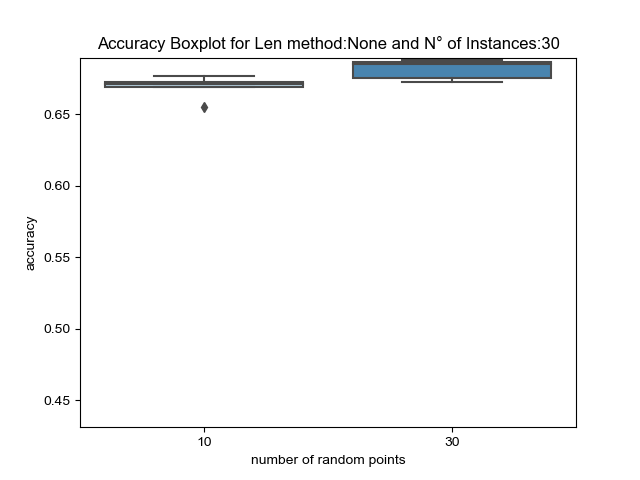 Accuracy Boxplot for Len method:None and N° of Instances:30
0.65
0.60
0.55
0.50
0.45
accuracy
10 30
number of random points